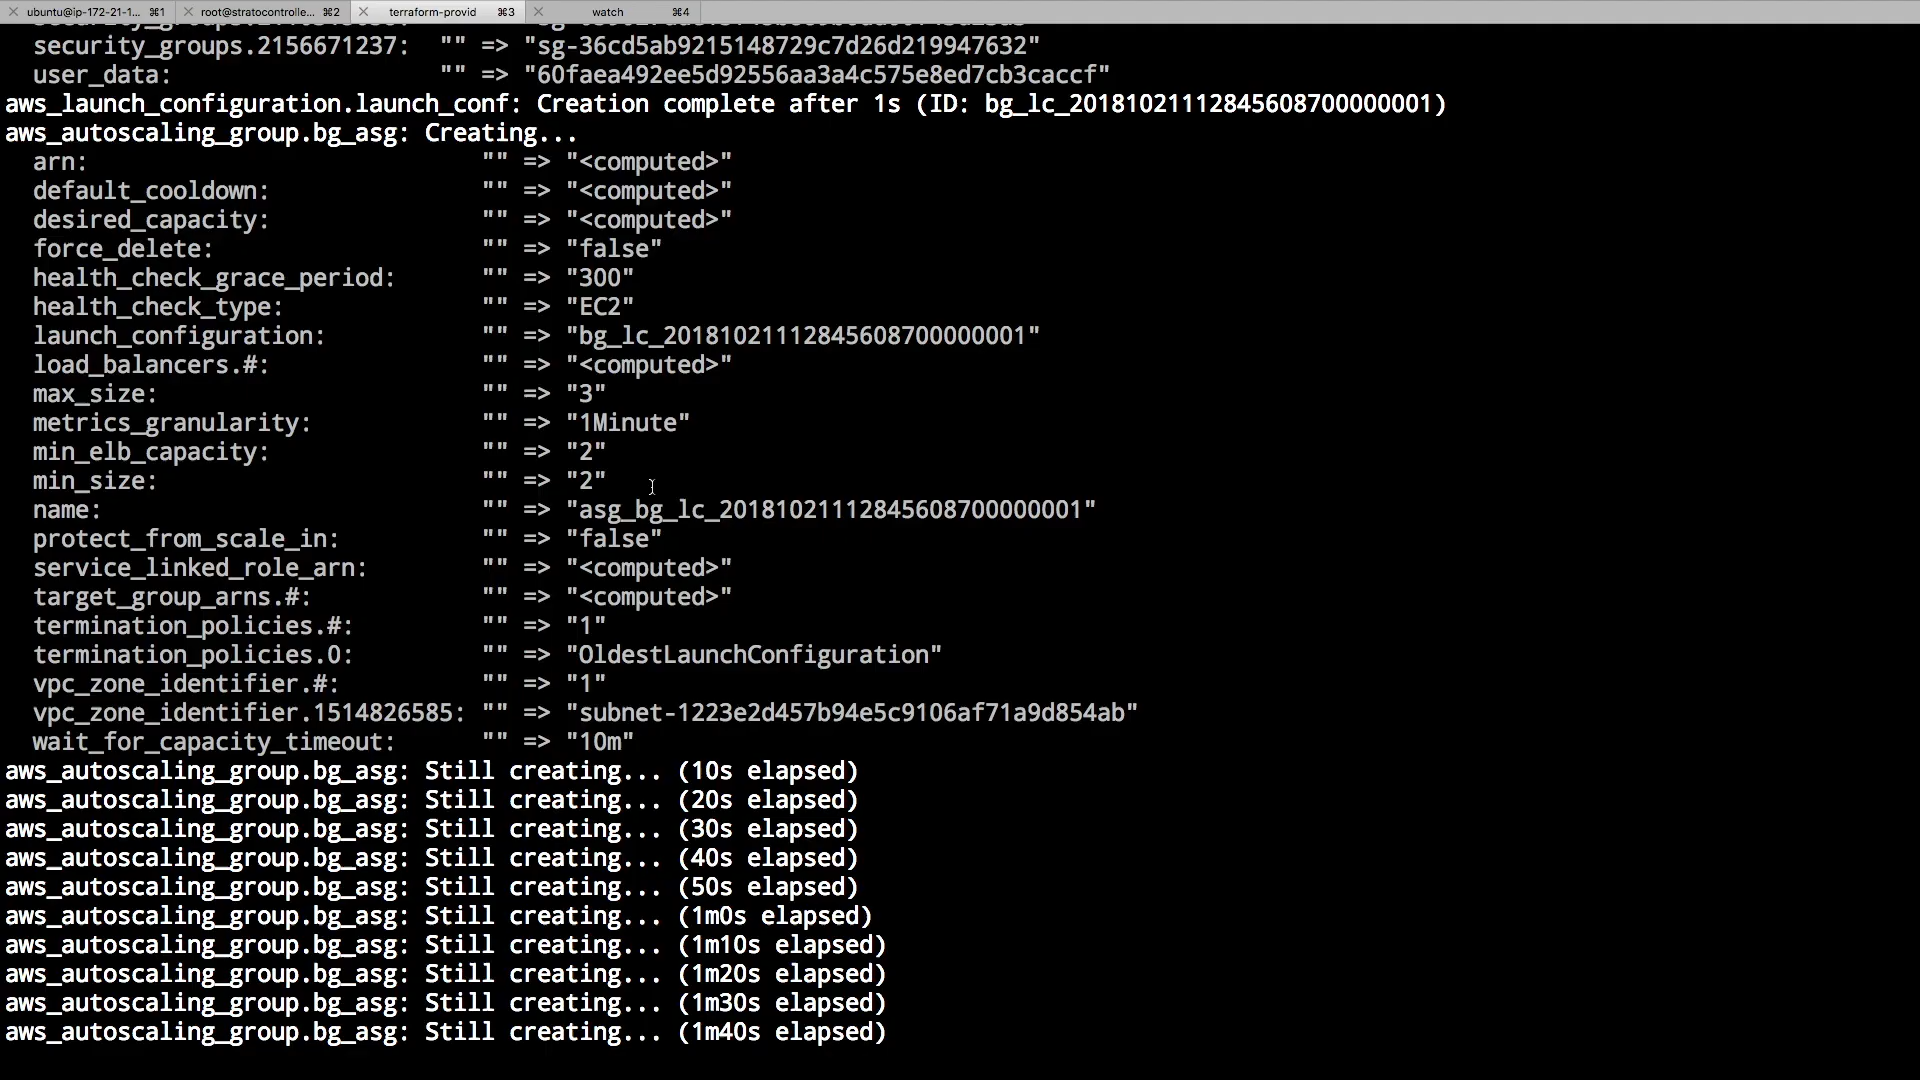 ubuntu@ip-172-21-1... ⌘1 root@stratocontrolle... ⌘2 terraform-provid ⌘3 watch ⌘4
security_groups.2156671237: "" => "sg-36cd5ab9215148729c7d26d219947632"
user_data: "" => "60faea492ee5d92556aa3a4c575e8ed7cb3caccf"
aws_launch_configuration.launch_conf: Creation complete after 1s (ID: bg_lc_20181021112845608700000001)
aws_autoscaling_group.bg_asg: Creating...
arn: "" => "<computed>"
default_cooldown: "" => "<computed>"
desired_capacity: "" => "<computed>"
force_delete: "" => "false"
health_check_grace_period: "" => "300"
health_check_type: "" => "EC2"
launch_configuration: "" => "bg_lc_20181021112845608700000001"
load_balancers.#: "" => "<computed>"
max_size: "" => "3"
metrics_granularity: "" => "1Minute"
min_elb_capacity: "" => "2"
min_size: "" => "2"
name: "" => "asg_bg_lc_20181021112845608700000001"
protect_from_scale_in: "" => "false"
service_linked_role_arn: "" => "<computed>"
target_group_arns.#: "" => "<computed>"
termination_policies.#: "" => "1"
termination_policies.0: "" => "OldestLaunchConfiguration"
vpc_zone_identifier.#: "" => "1"
vpc_zone_identifier.1514826585: "" => "subnet-1223e2d457b94e5c9106af71a9d854ab"
wait_for_capacity_timeout: "" => "10m"
aws_autoscaling_group.bg_asg: Still creating... (10s elapsed)
aws_autoscaling_group.bg_asg: Still creating... (20s elapsed)
aws_autoscaling_group.bg_asg: Still creating... (30s elapsed)
aws_autoscaling_group.bg_asg: Still creating... (40s elapsed)
aws_autoscaling_group.bg_asg: Still creating... (50s elapsed)
aws_autoscaling_group.bg_asg: Still creating... (1m0s elapsed)
aws_autoscaling_group.bg_asg: Still creating... (1m10s elapsed)
aws_autoscaling_group.bg_asg: Still creating... (1m20s elapsed)
aws_autoscaling_group.bg_asg: Still creating... (1m30s elapsed)
aws_autoscaling_group.bg_asg: Still creating... (1m40s elapsed)